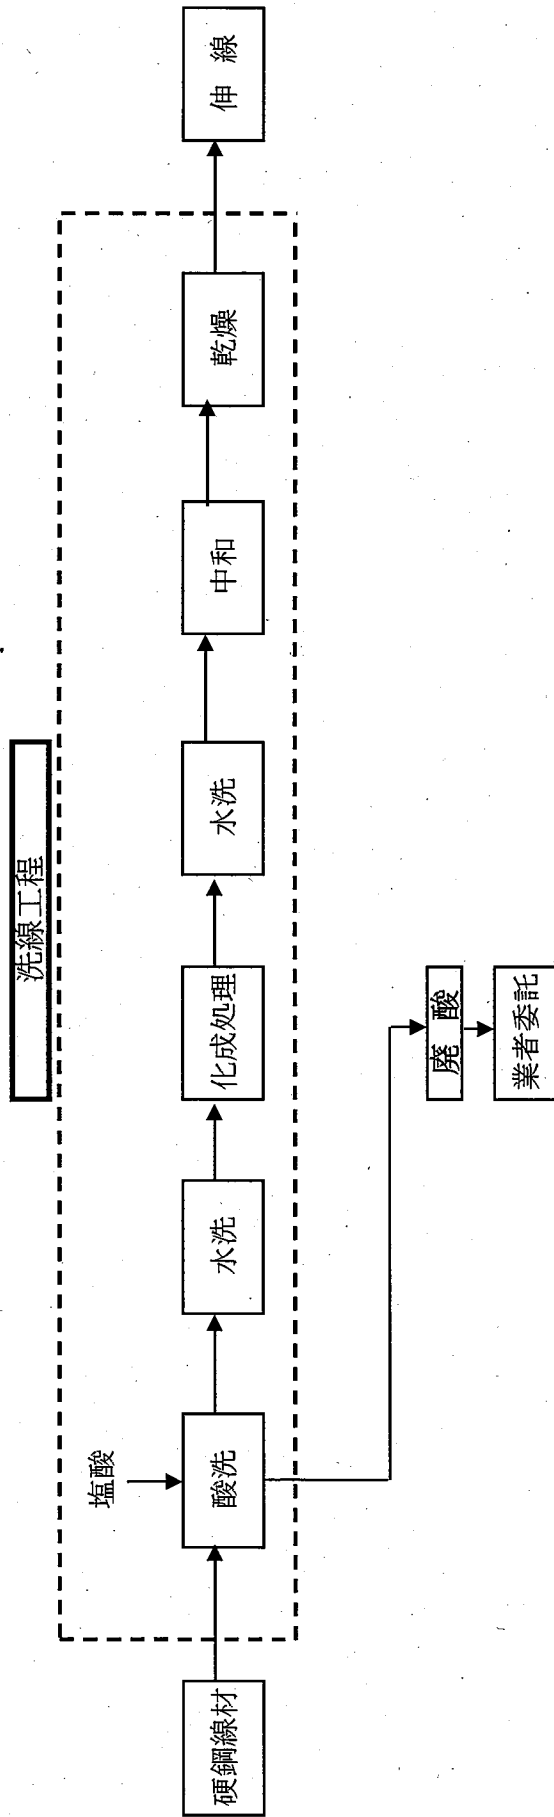 洗線工程
塩酸
硬鋼線材
酸洗
水洗
化成処理
水洗
中和
乾燥
伸 線
廃 酸
業者委託